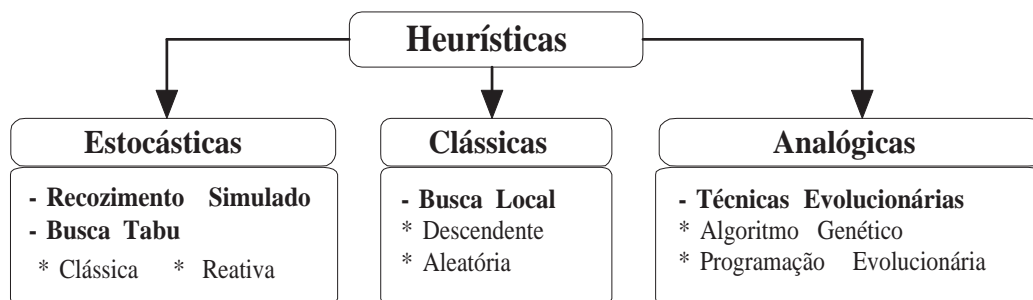 Heurísticas
Estocásticas
- Recozimento Simulado
- Busca Tabu
* Clássica * Reativa
Clássicas
- Busca Local
* Descendente
* Aleatória
Analógicas
- Técnicas Evolucionárias
* Algoritmo Genético
* Programação Evolucionária